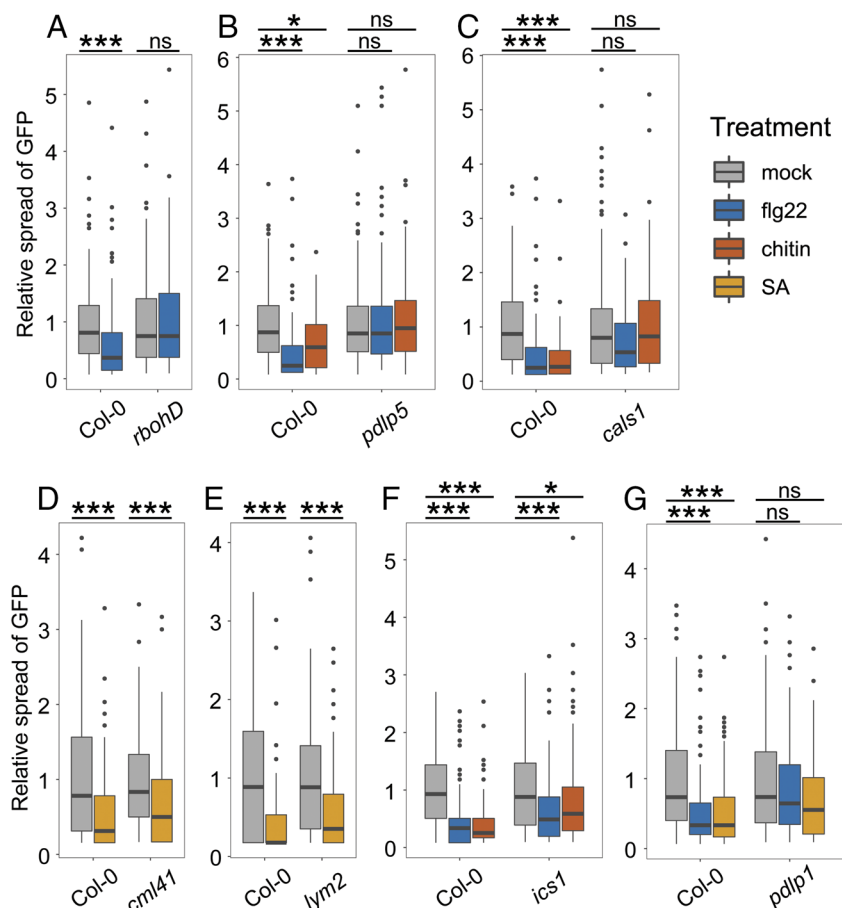 A
B
C
*** ns
* ns
*** ns
*** ns
*** ns
Relative spread of GFP
5
4
3
2
1
0
6
5
4
3
2
1
0
6
5
4
3
2
1
0
Col-0 rbohD
Col-0 pdlp5
Col-0 cals1
Treatment
mock
flg22
chitin
SA
D
E
F
G
*** ***
*** ***
*** *
*** ***
*** ns
*** ns
Relative spread of GFP
4
3
2
1
0
4
3
2
1
0
5
4
3
2
1
0
4
3
2
1
0
Col-0 cml41
Col-0 lym2
Col-0 ics1
Col-0 pdlp1